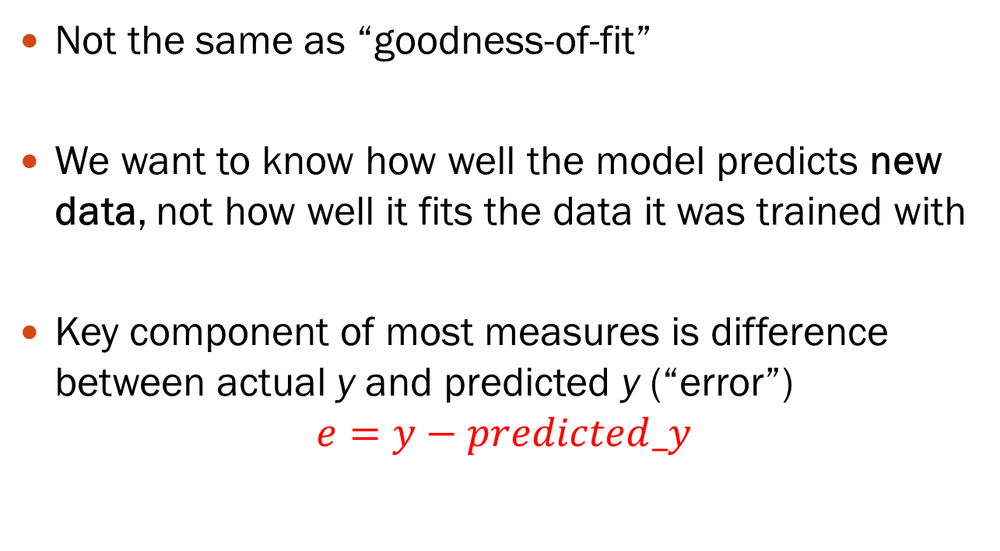 • Not the same as “goodness-of-fit”
• We want to know how well the model predicts new
data, not how well it fits the data it was trained with
• Key component of most measures is difference
between actual y and predicted y (“error”)
e = y − predicted_y